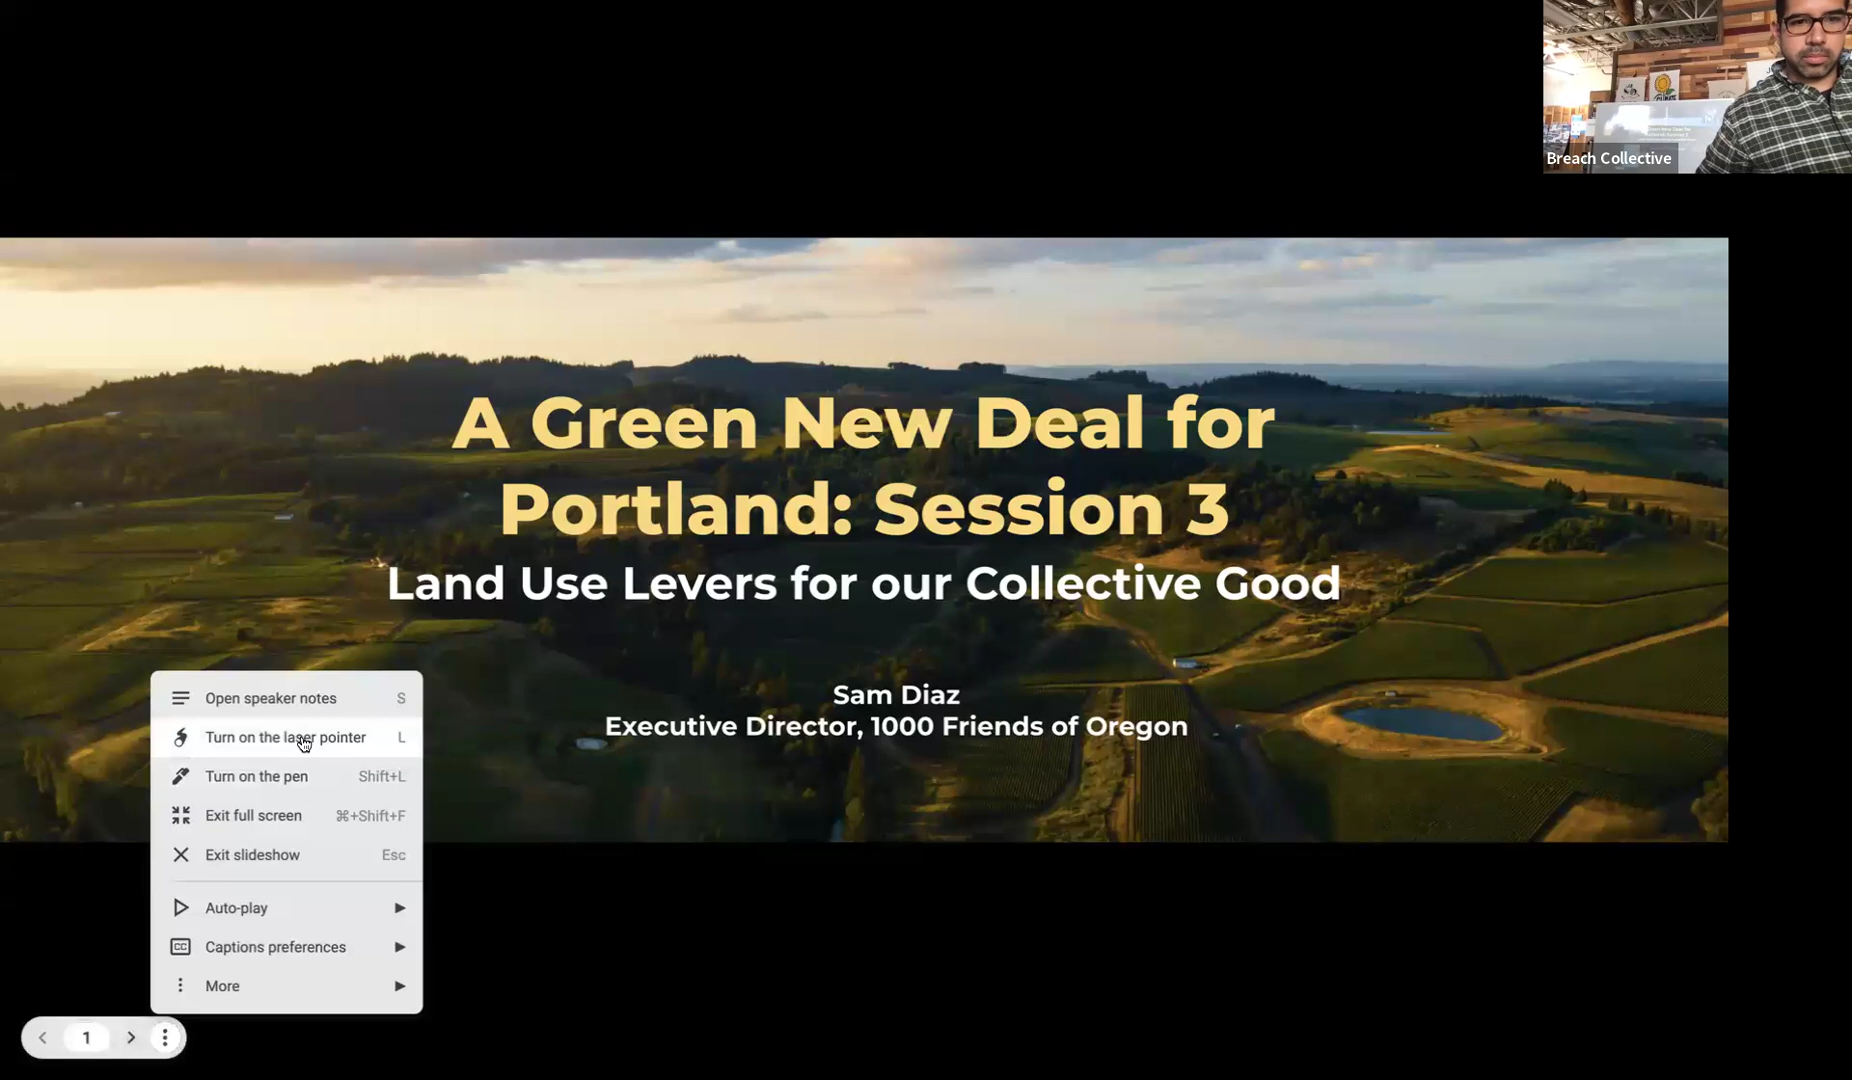 Breach Collective
A Green New Deal for
Portland: Session 3
Land Use Levers for our Collective Good
Sam Diaz
Executive Director, 1000 Friends of Oregon
Open speaker notes S
Turn on the laser pointer L
Turn on the pen Shift+L
Exit full screen ⌘+Shift+F
Exit slideshow Esc
Auto-play
CC Captions preferences
More
1